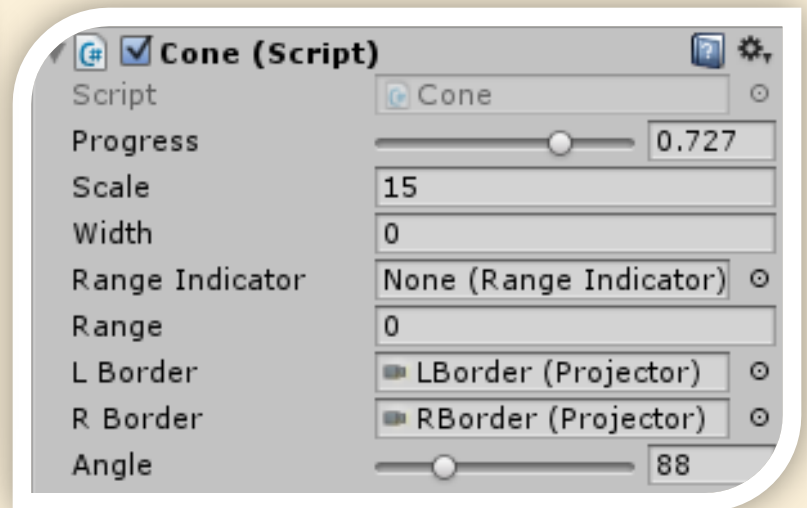 Cone (Script)
Script Cone
Progress 0.727
Scale 15
Width 0
Range Indicator None (Range Indicator)
Range 0
L Border LBorder (Projector)
R Border RBorder (Projector)
Angle 88